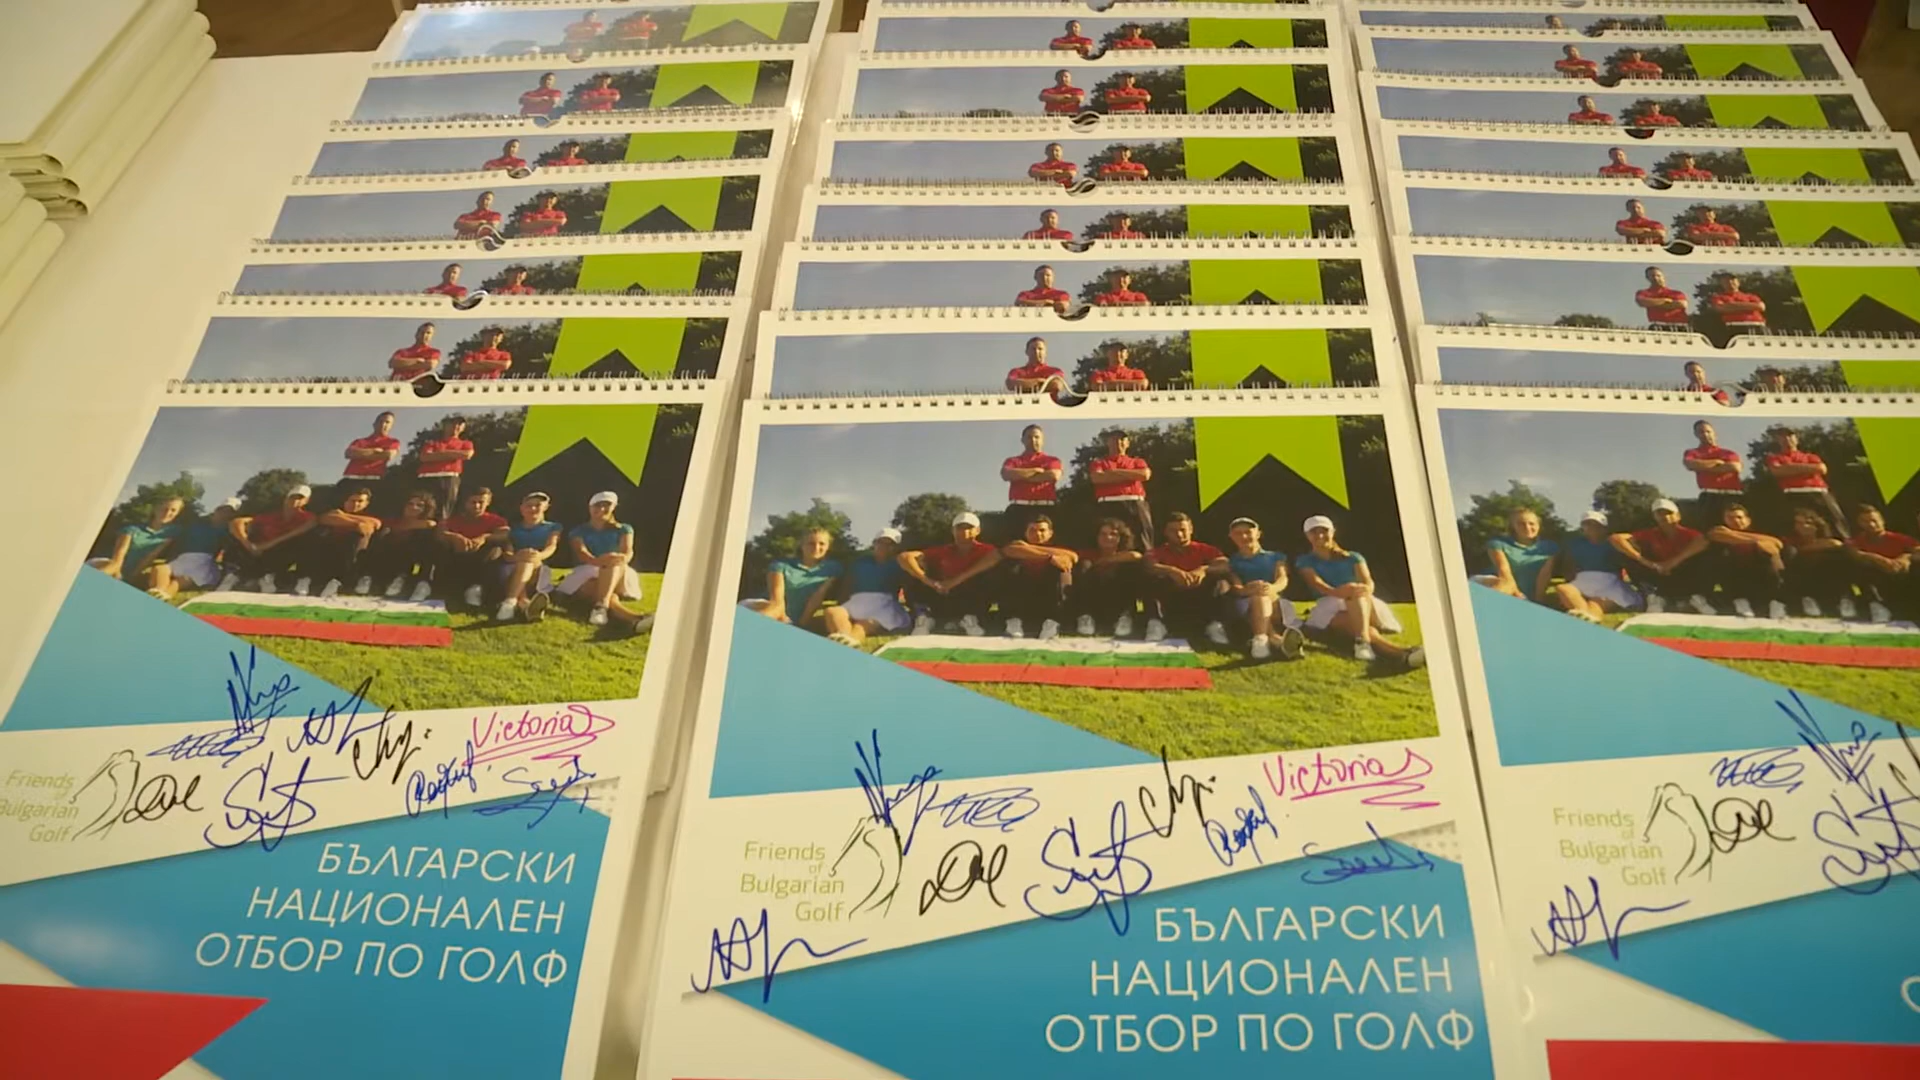 Victoria
Friends
of
Bulgarian
Golf
БЪЛГАРСКИ
НАЦИОНАЛЕН
ОТБОР ПО ГОЛФ
Victoria
Friends
of
Bulgarian
Golf
БЪЛГАРСКИ
НАЦИОНАЛЕН
ОТБОР ПО ГОЛФ
Friends
of
Bulgarian
Golf